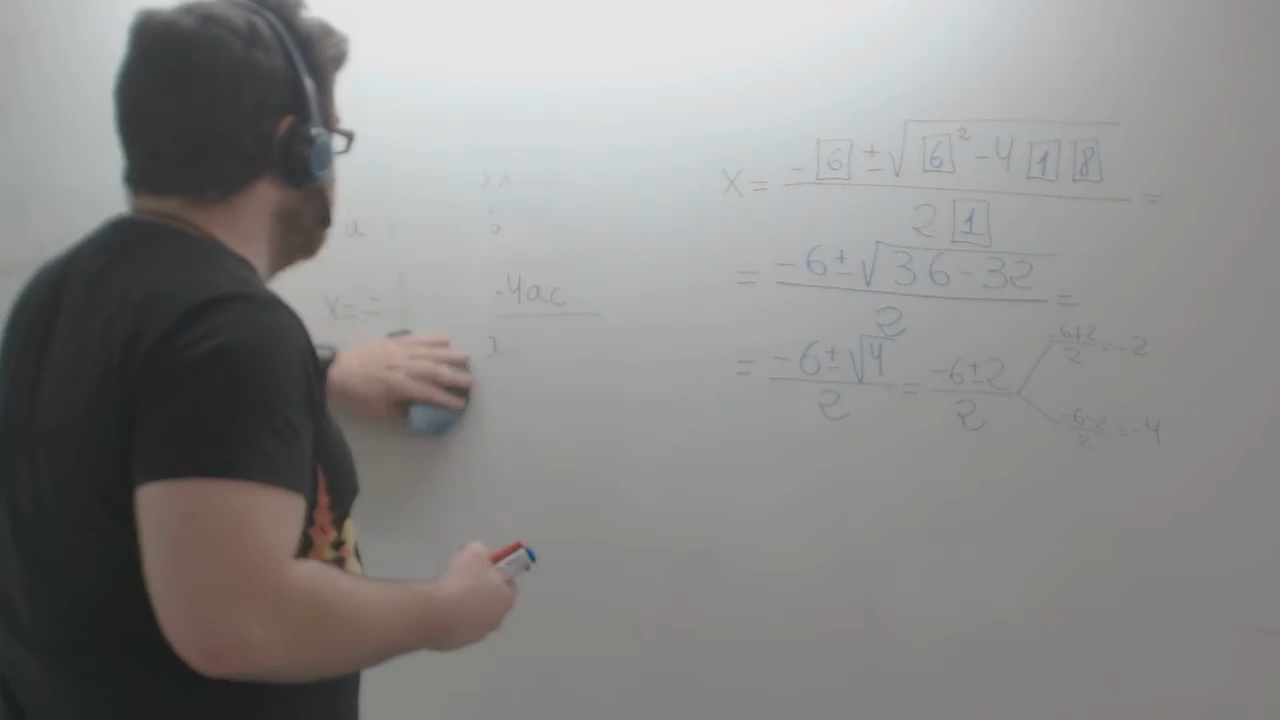 -4ac
x = -6 ± √6² - 4 1 8 =
2 1
= -6 ± √36 - 32 =
2
= -6 ± √4 = -6 ± 2
2 2
-6+2 = -2
2
-6-2 = -4
2